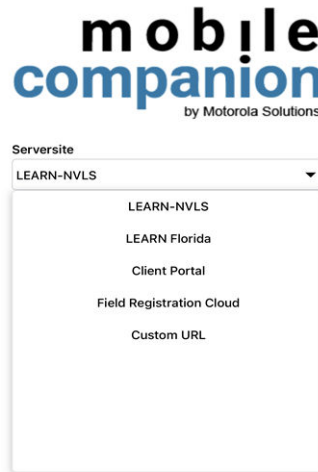 mobile
companion
by Motorola Solutions
Serversite
LEARN-NVLS
LEARN-NVLS
LEARN Florida
Client Portal
Field Registration Cloud
Custom URL